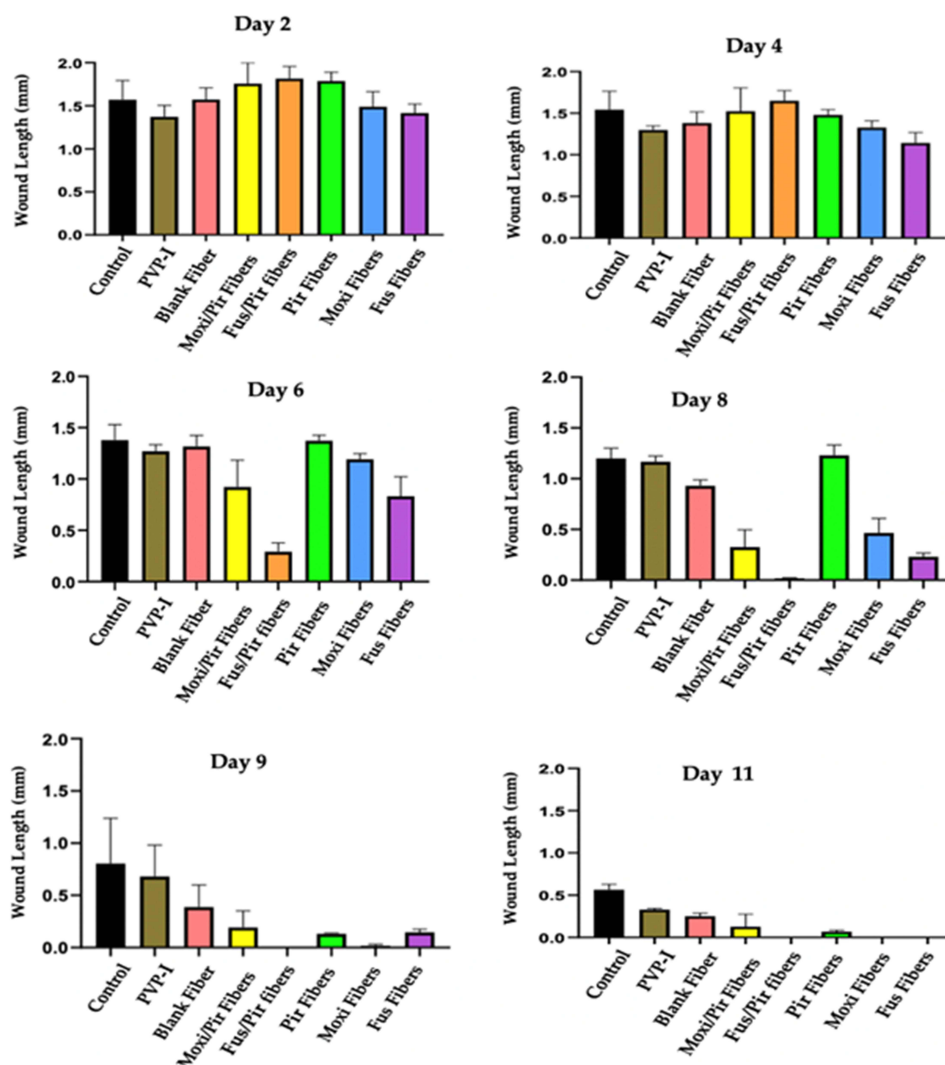 Day 2
Wound Length (mm)
2.0
1.5
1.0
0.5
0.0
Control
PVP-I
Blank Fiber
Moxi/Pir Fibers
Fus/Pir fibers
Pir Fibers
Moxi Fibers
Fus Fibers
Day 4
Wound Length (mm)
2.0
1.5
1.0
0.5
0.0
Control
PVP-I
Blank Fiber
Moxi/Pir Fibers
Fus/Pir fibers
Pir Fibers
Moxi Fibers
Fus Fibers
Day 6
Wound Length (mm)
2.0
1.5
1.0
0.5
0.0
Control
PVP-I
Blank Fiber
Moxi/Pir Fibers
Fus/Pir fibers
Pir Fibers
Moxi Fibers
Fus Fibers
Day 8
Wound Length (mm)
2.0
1.5
1.0
0.5
0.0
Control
PVP-I
Blank Fiber
Moxi/Pir Fibers
Fus/Pir fibers
Pir Fibers
Moxi Fibers
Fus Fibers
Day 9
Wound Length (mm)
2.0
1.5
1.0
0.5
0.0
Control
PVP-I
Blank Fiber
Moxi/Pir Fibers
Fus/Pir fibers
Pir Fibers
Moxi Fibers
Fus Fibers
Day 11
Wound Length (mm)
2.0
1.5
1.0
0.5
0.0
Control
PVP-I
Blank Fiber
Moxi/Pir Fibers
Fus/Pir fibers
Pir Fibers
Moxi Fibers
Fus Fibers